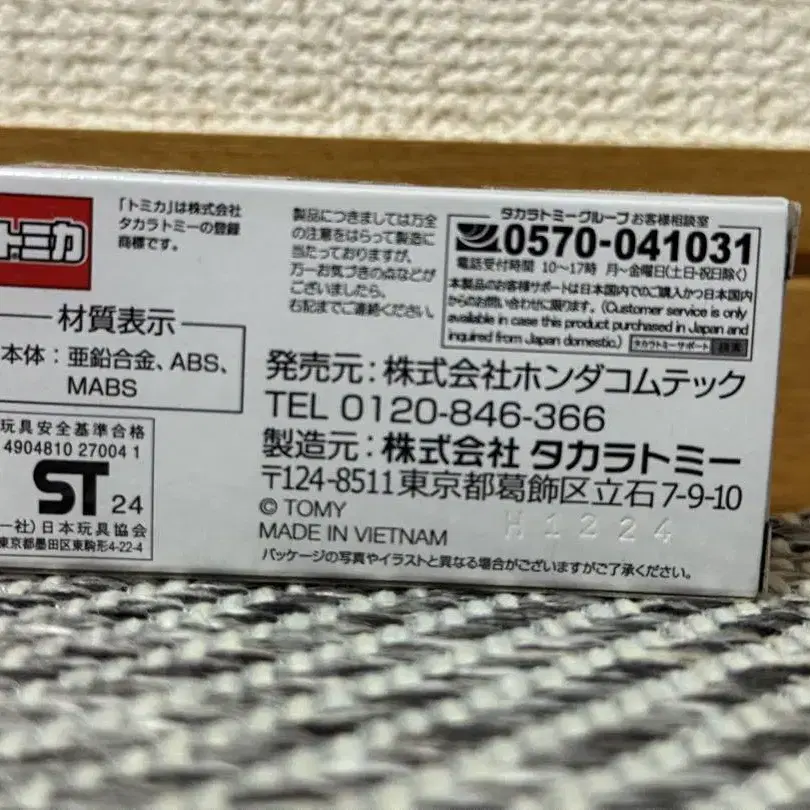 トミカ
「トミカ」は株式会社
タカラトミーの登録
商標です。
材質表示
本体：亜鉛合金、ABS、
MABS
玩具安全基準合格
4904810 27004 1
ST 24
一社）日本玩具協会
東京都墨田区東駒形4-22-4
製品につきましては万全
の注意をはらって製造に
当たっておりますが、
万一お気づきの点などが
ございましたら、
右記までご連絡ください。
タカラトミーグループ お客様相談室
0570-041031
電話受付時間 10〜17時 月〜金曜日(土日・祝日除く)
本製品のお客様サポートは日本国内でのご購入かつ日本国内
からのお問い合わせに限ります。(Customer service is only
available in case this product purchased in Japan and
inquired from Japan domestic.) タカラトミーサポート 検索
発売元：株式会社ホンダコムテック
TEL 0120-846-366
製造元：株式会社 タカラトミー
〒124-8511東京都葛飾区立石7-9-10
© TOMY
MADE IN VIETNAM
H1224
パッケージの写真やイラストと異なる場合がございますがご了承ください。